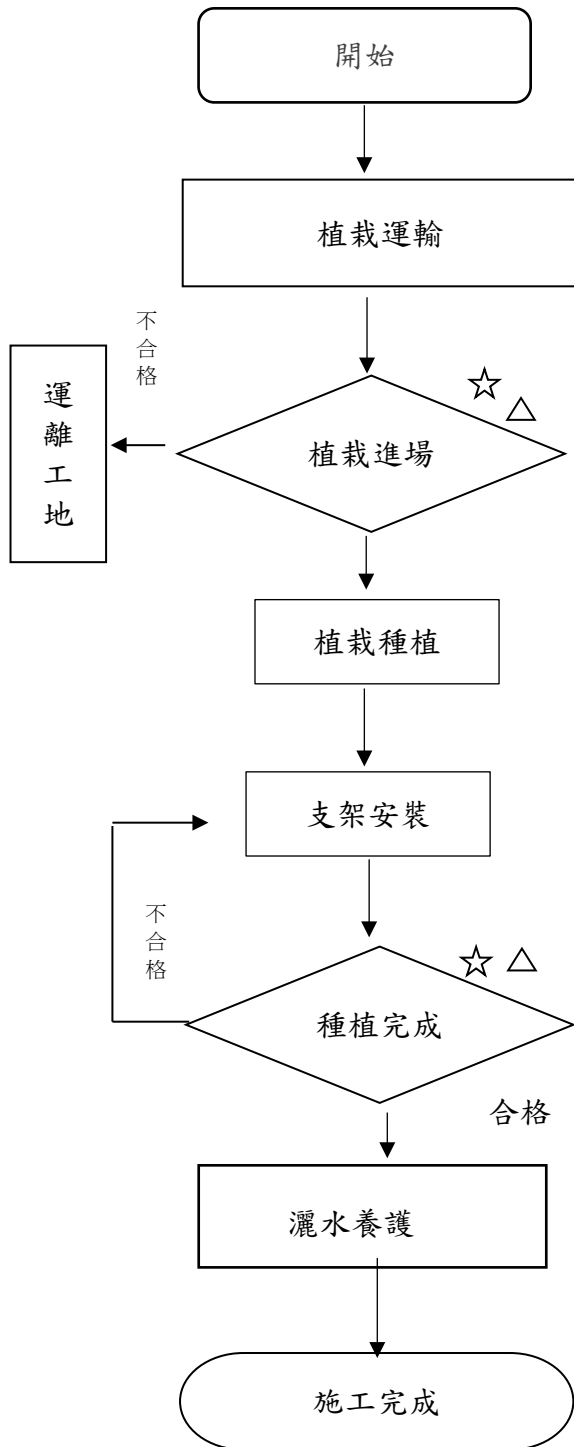 開始
植栽運輸
不合格
運離工地
植栽進場
植栽種植
支架安裝
不合格
種植完成
合格
灑水養護
施工完成